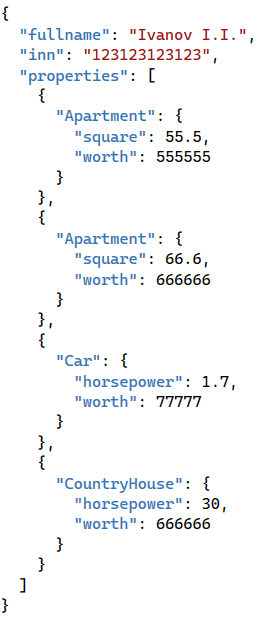 {
  "fullname": "Ivanov I.I.",
  "inn": "123123123123",
  "properties": [
    {
      "Apartment": {
        "square": 55.5,
        "worth": 555555
      }
    },
    {
      "Apartment": {
        "square": 66.6,
        "worth": 666666
      }
    },
    {
      "Car": {
        "horsepower": 1.7,
        "worth": 77777
      }
    },
    {
      "CountryHouse": {
        "horsepower": 30,
        "worth": 666666
      }
    }
  ]
}